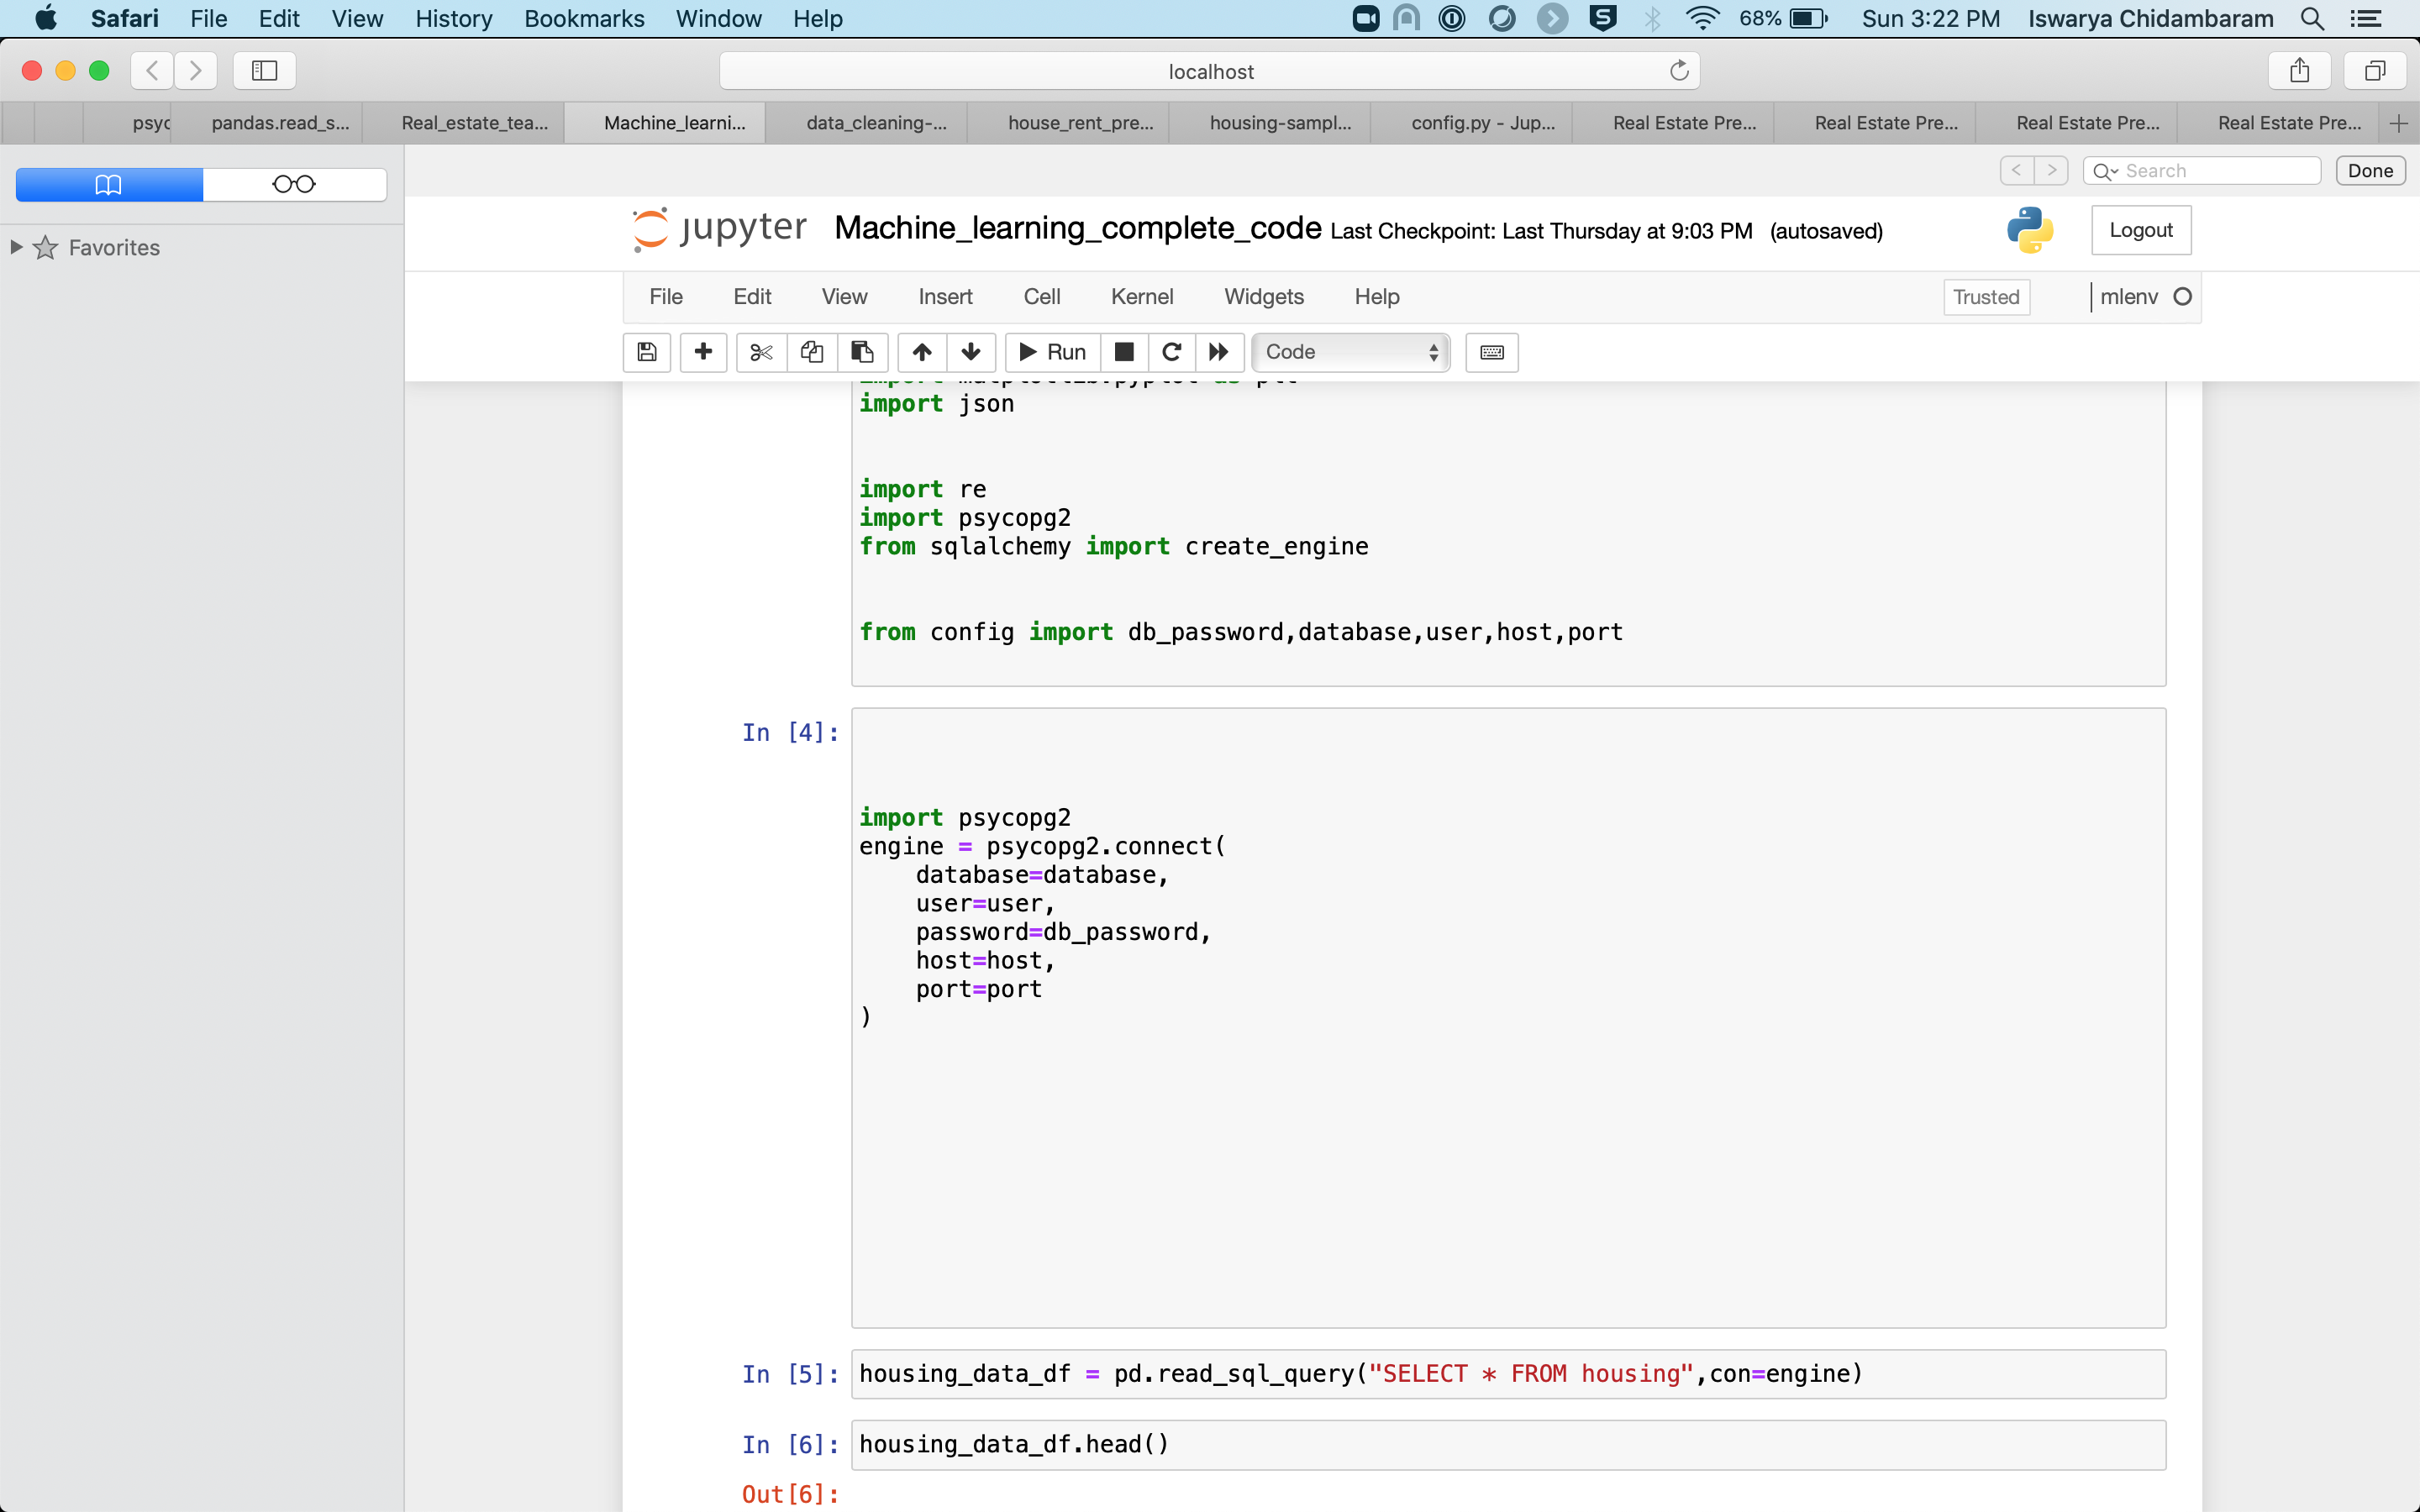 Safari File Edit View History Bookmarks Window Help 68% Sun 3:22 PM Iswarya Chidambaram
localhost
psyc pandas.read_s... Real_estate_tea... Machine_learni... data_cleaning-... house_rent_pre... housing-sampl... config.py - Jup... Real Estate Pre... Real Estate Pre... Real Estate Pre... Real Estate Pre...
Search Done
Favorites
jupyter Machine_learning_complete_code Last Checkpoint: Last Thursday at 9:03 PM (autosaved) Logout
File Edit View Insert Cell Kernel Widgets Help Trusted mlenv
Run Code
import matplotlib.pyplot as plt
import json
import re
import psycopg2
from sqlalchemy import create_engine
from config import db_password,database,user,host,port
In [4]:
import psycopg2
engine = psycopg2.connect(
database=database,
user=user,
password=db_password,
host=host,
port=port
)
In [5]: housing_data_df = pd.read_sql_query("SELECT * FROM housing",con=engine)
In [6]: housing_data_df.head()
Out[6]: